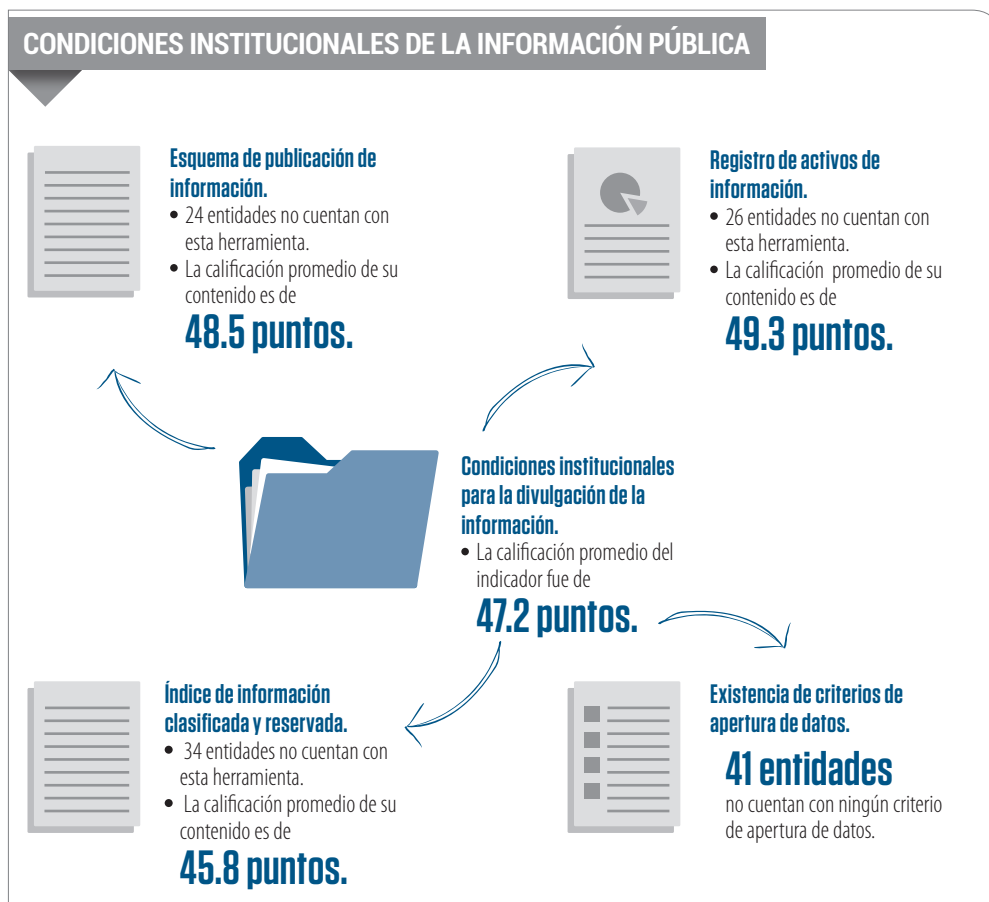 CONDICIONES INSTITUCIONALES DE LA INFORMACIÓN PÚBLICA
Esquema de publicación de
información.
• 24 entidades no cuentan con
esta herramienta.
• La calificación promedio de su
contenido es de
48.5 puntos.
Registro de activos de
información.
• 26 entidades no cuentan con
esta herramienta.
• La calificación promedio de su
contenido es de
49.3 puntos.
Condiciones institucionales
para la divulgación de la
información.
• La calificación promedio del
indicador fue de
47.2 puntos.
Índice de información
clasificada y reservada.
• 34 entidades no cuentan con
esta herramienta.
• La calificación promedio de su
contenido es de
45.8 puntos.
Existencia de criterios de
apertura de datos.
41 entidades
no cuentan con ningún criterio
de apertura de datos.